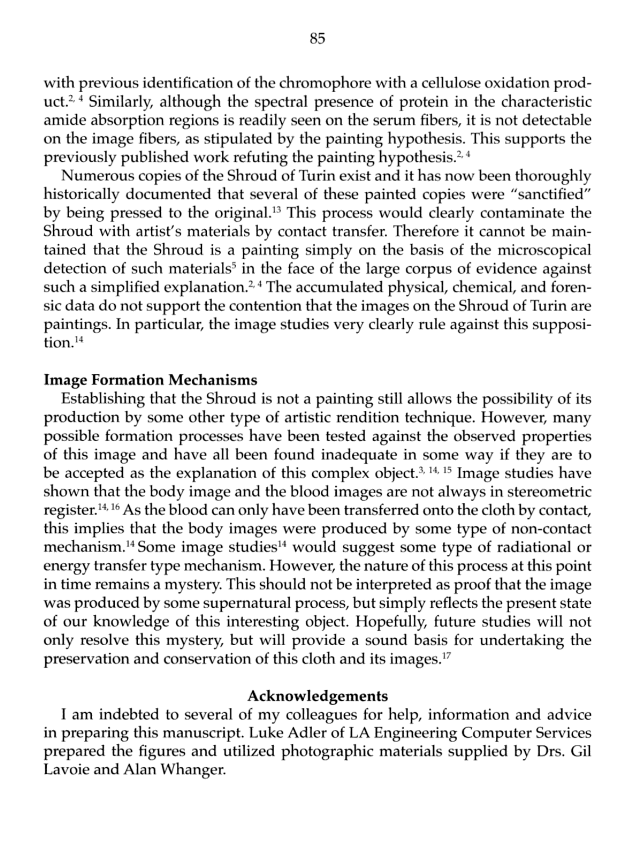 85
with previous identification of the chromophore with a cellulose oxidation prod-
uct.2, 4 Similarly, although the spectral presence of protein in the characteristic
amide absorption regions is readily seen on the serum fibers, it is not detectable
on the image fibers, as stipulated by the painting hypothesis. This supports the
previously published work refuting the painting hypothesis.2, 4
Numerous copies of the Shroud of Turin exist and it has now been thoroughly
historically documented that several of these painted copies were “sanctified”
by being pressed to the original.13 This process would clearly contaminate the
Shroud with artist's materials by contact transfer. Therefore it cannot be main-
tained that the Shroud is a painting simply on the basis of the microscopical
detection of such materials5 in the face of the large corpus of evidence against
such a simplified explanation.2, 4 The accumulated physical, chemical, and foren-
sic data do not support the contention that the images on the Shroud of Turin are
paintings. In particular, the image studies very clearly rule against this supposi-
tion.14
Image Formation Mechanisms
Establishing that the Shroud is not a painting still allows the possibility of its
production by some other type of artistic rendition technique. However, many
possible formation processes have been tested against the observed properties
of this image and have all been found inadequate in some way if they are to
be accepted as the explanation of this complex object.3, 14, 15 Image studies have
shown that the body image and the blood images are not always in stereometric
register.14, 16 As the blood can only have been transferred onto the cloth by contact,
this implies that the body images were produced by some type of non-contact
mechanism.14 Some image studies14 would suggest some type of radiational or
energy transfer type mechanism. However, the nature of this process at this point
in time remains a mystery. This should not be interpreted as proof that the image
was produced by some supernatural process, but simply reflects the present state
of our knowledge of this interesting object. Hopefully, future studies will not
only resolve this mystery, but will provide a sound basis for undertaking the
preservation and conservation of this cloth and its images.17
Acknowledgements
I am indebted to several of my colleagues for help, information and advice
in preparing this manuscript. Luke Adler of LA Engineering Computer Services
prepared the figures and utilized photographic materials supplied by Drs. Gil
Lavoie and Alan Whanger.